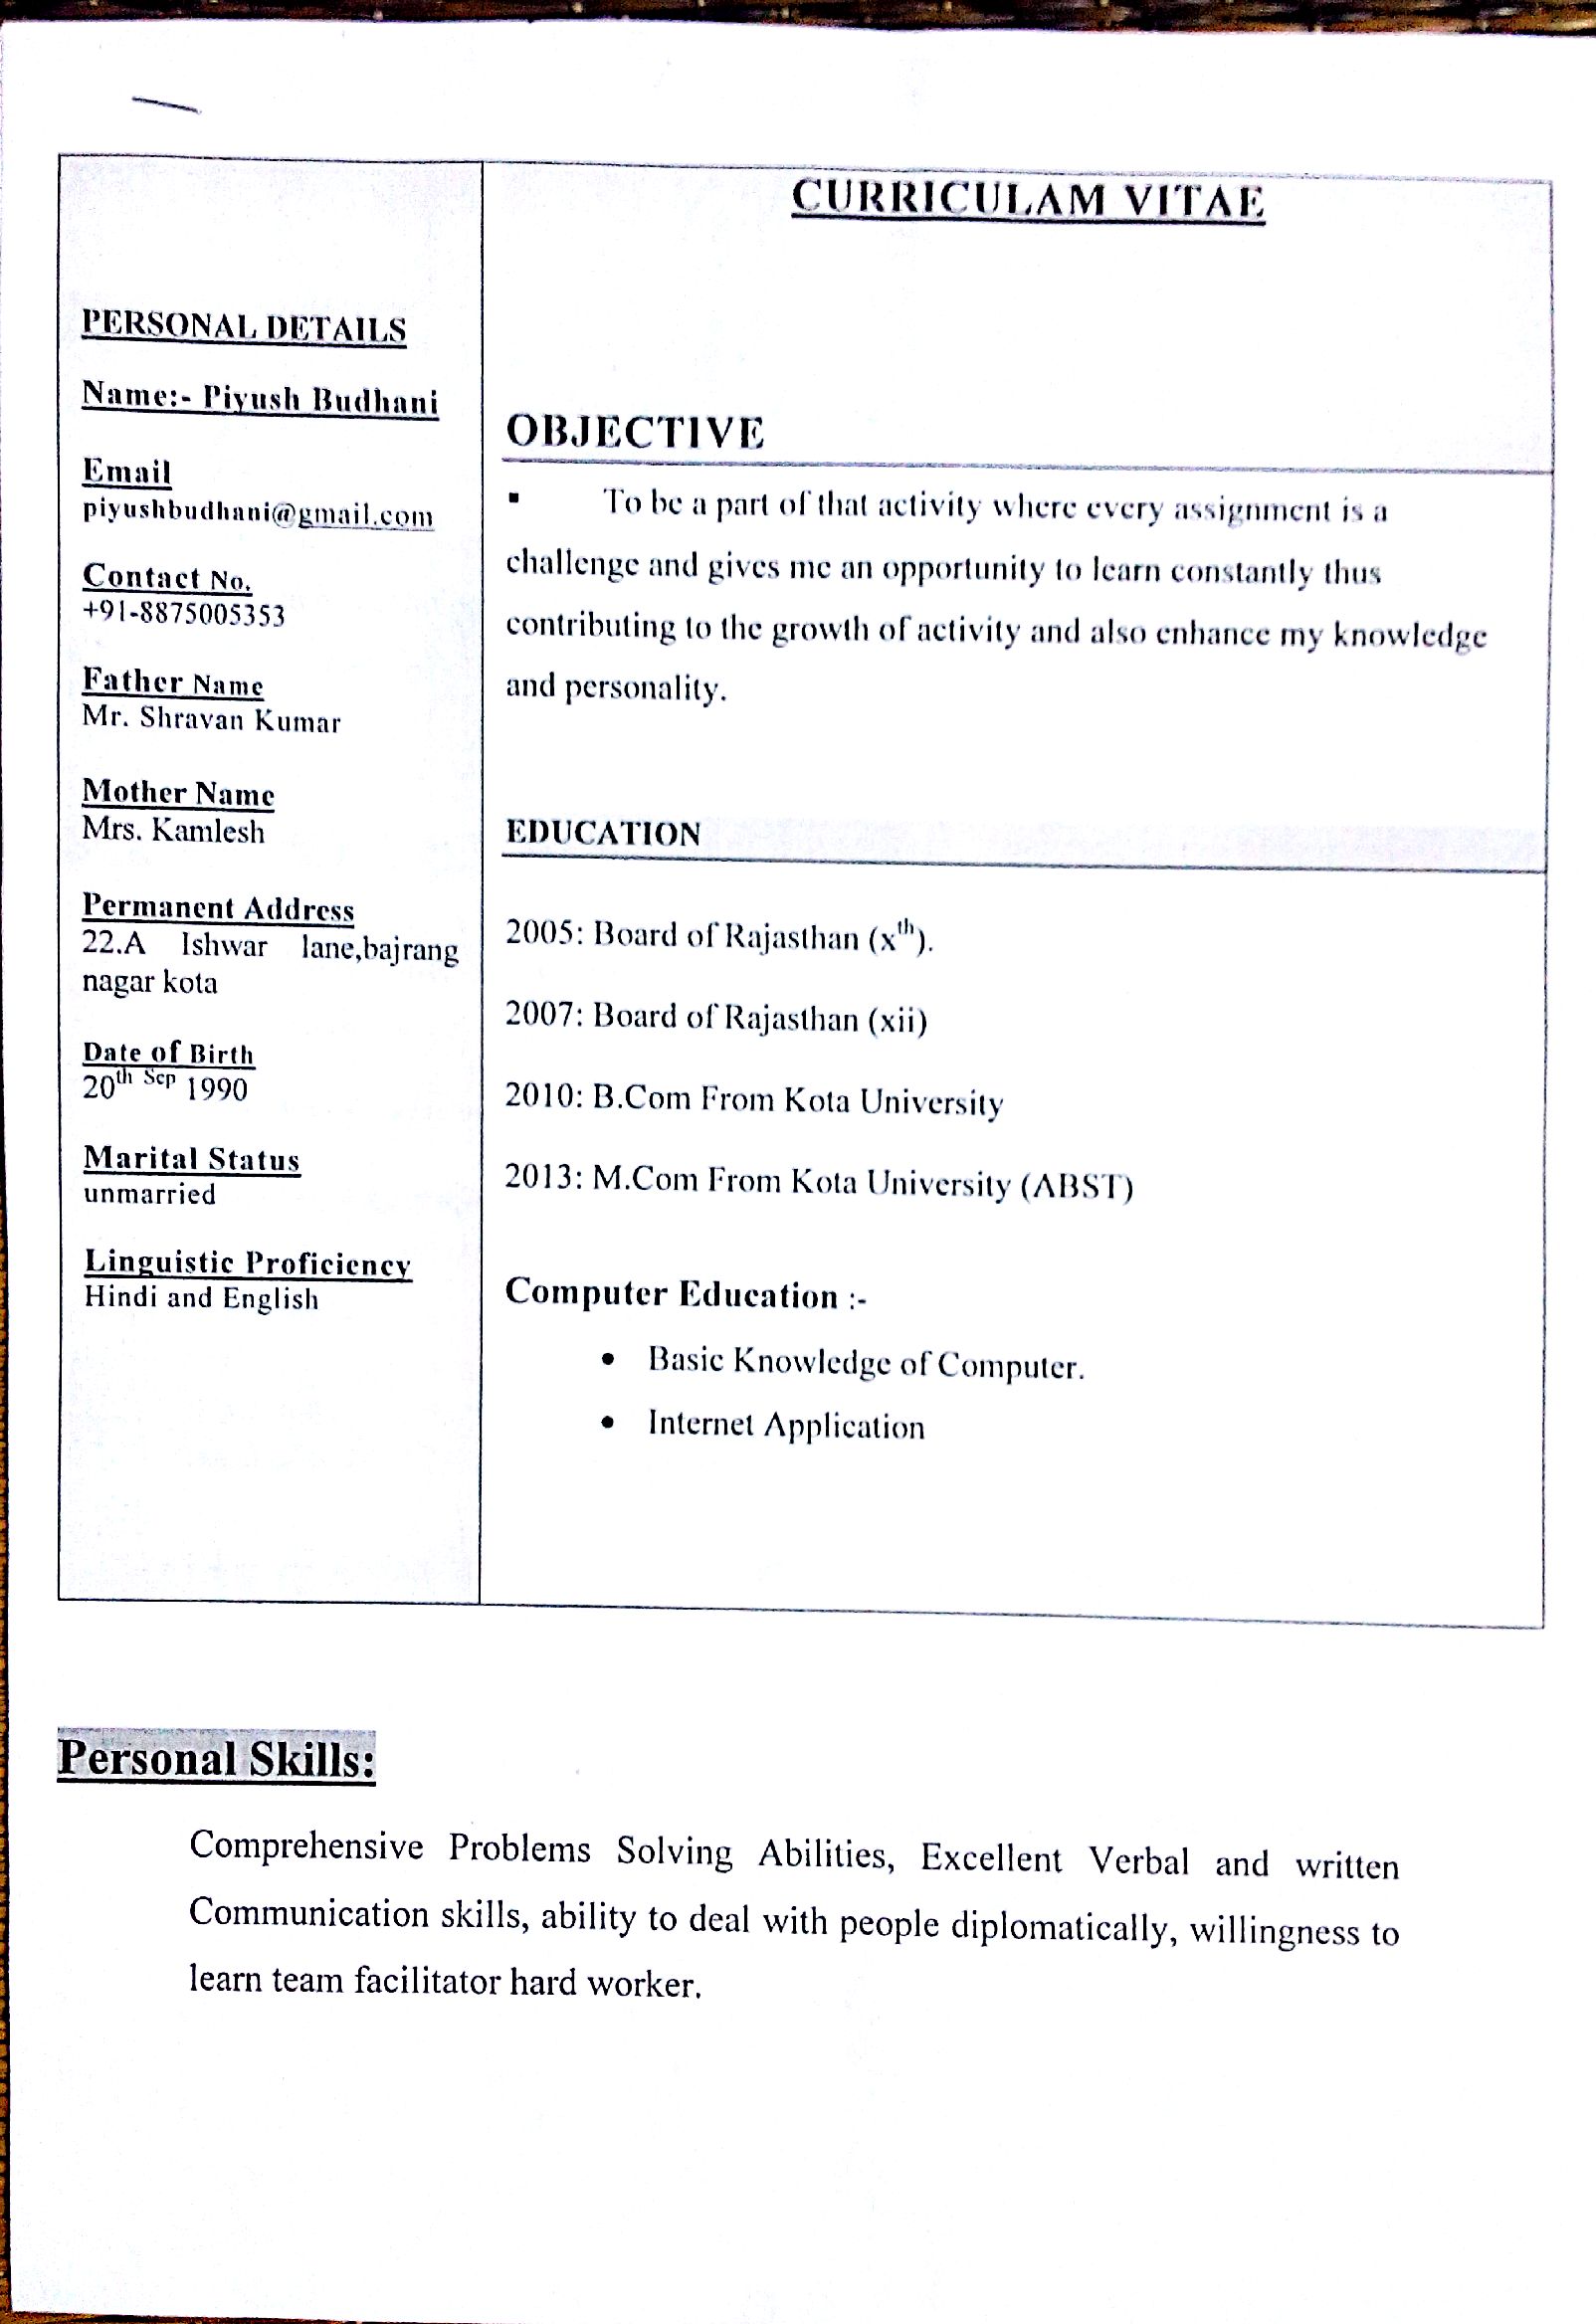 CURRICULAM VITAE
PERSONAL DETAILS
Name:- Piyush Budhani
Email
piyushbudhani@gmail.com
Contact No.
+91-8875005353
Father Name
Mr. Shravan Kumar
Mother Name
Mrs. Kamlesh
Permanent Address
22.A Ishwar lane,bajrang
nagar kota
Date of Birth
20th Sep 1990
Marital Status
unmarried
Linguistic Proficiency
Hindi and English
OBJECTIVE
▪ To be a part of that activity where every assignment is a
challenge and gives me an opportunity to learn constantly thus
contributing to the growth of activity and also enhance my knowledge
and personality.
EDUCATION
2005: Board of Rajasthan (xth).
2007: Board of Rajasthan (xii)
2010: B.Com From Kota University
2013: M.Com From Kota University (ABST)
Computer Education :-
• Basic Knowledge of Computer.
• Internet Application
Personal Skills:
Comprehensive Problems Solving Abilities, Excellent Verbal and written
Communication skills, ability to deal with people diplomatically, willingness to
learn team facilitator hard worker.